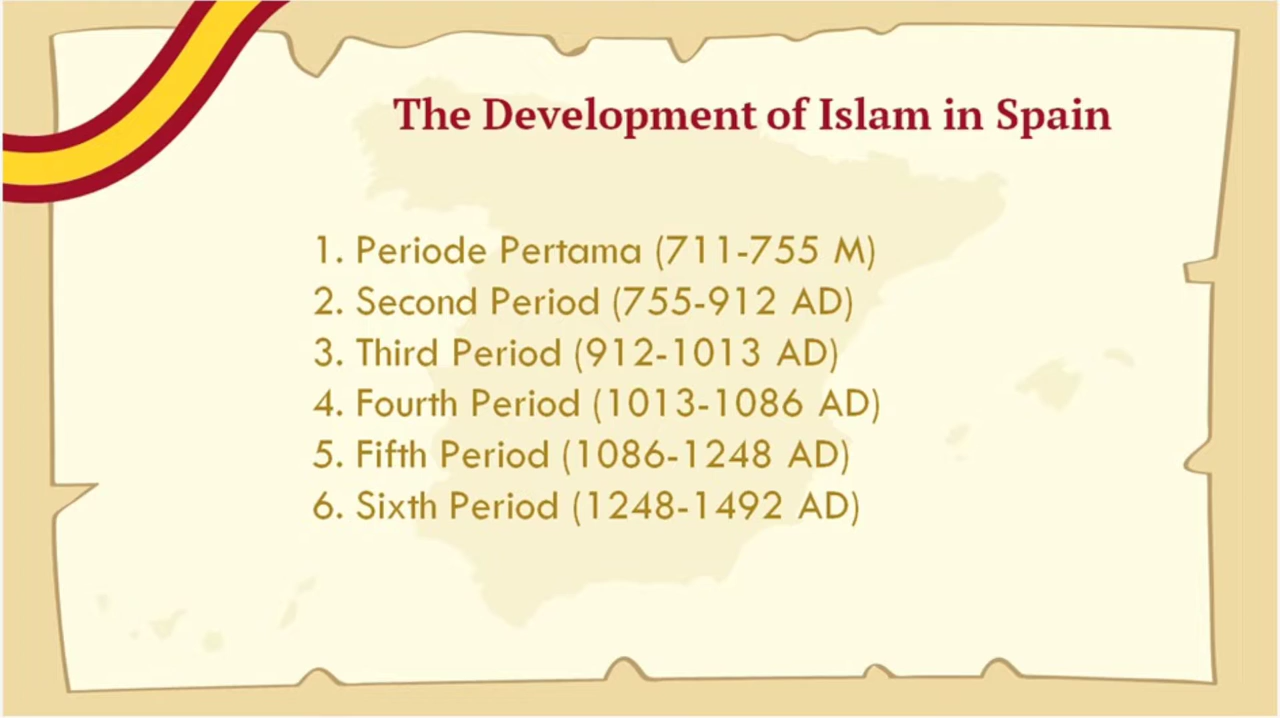 The Development of Islam in Spain
1. Periode Pertama (711-755 M)
2. Second Period (755-912 AD)
3. Third Period (912-1013 AD)
4. Fourth Period (1013-1086 AD)
5. Fifth Period (1086-1248 AD)
6. Sixth Period (1248-1492 AD)